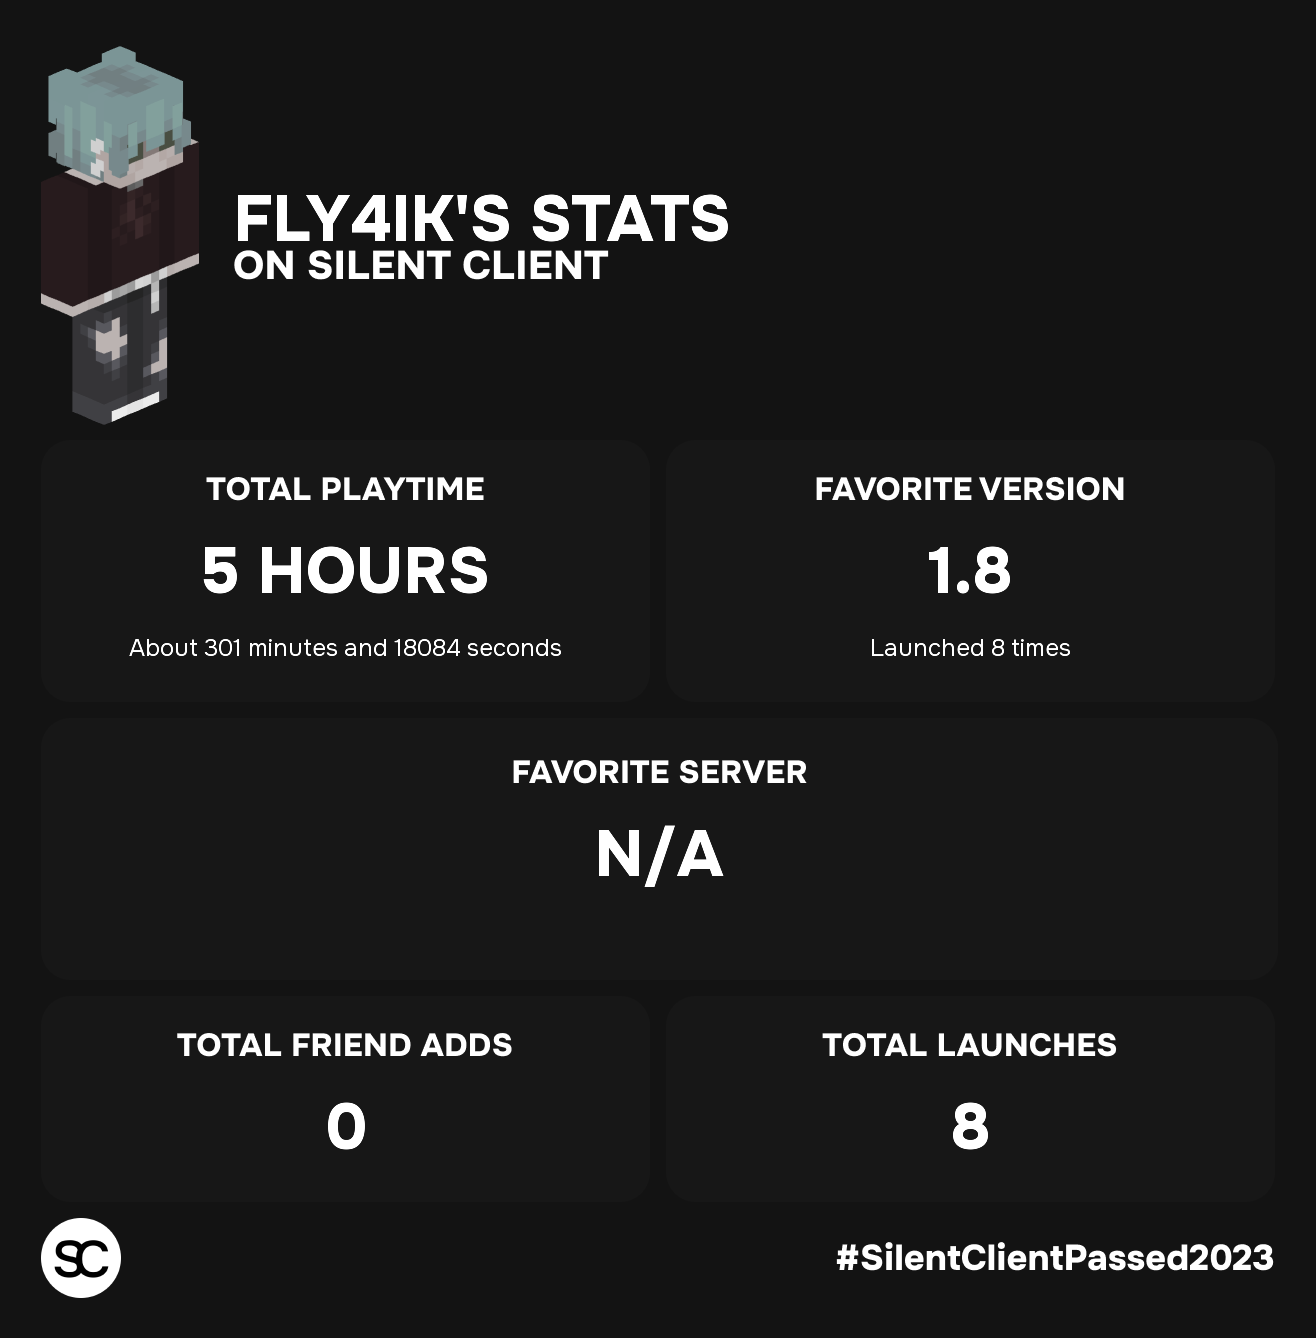 FLY4IK'S STATS
ON SILENT CLIENT
TOTAL PLAYTIME
5 HOURS
About 301 minutes and 18084 seconds
FAVORITE VERSION
1.8
Launched 8 times
FAVORITE SERVER
N/A
TOTAL FRIEND ADDS
0
TOTAL LAUNCHES
8
SC
#SilentClientPassed2023